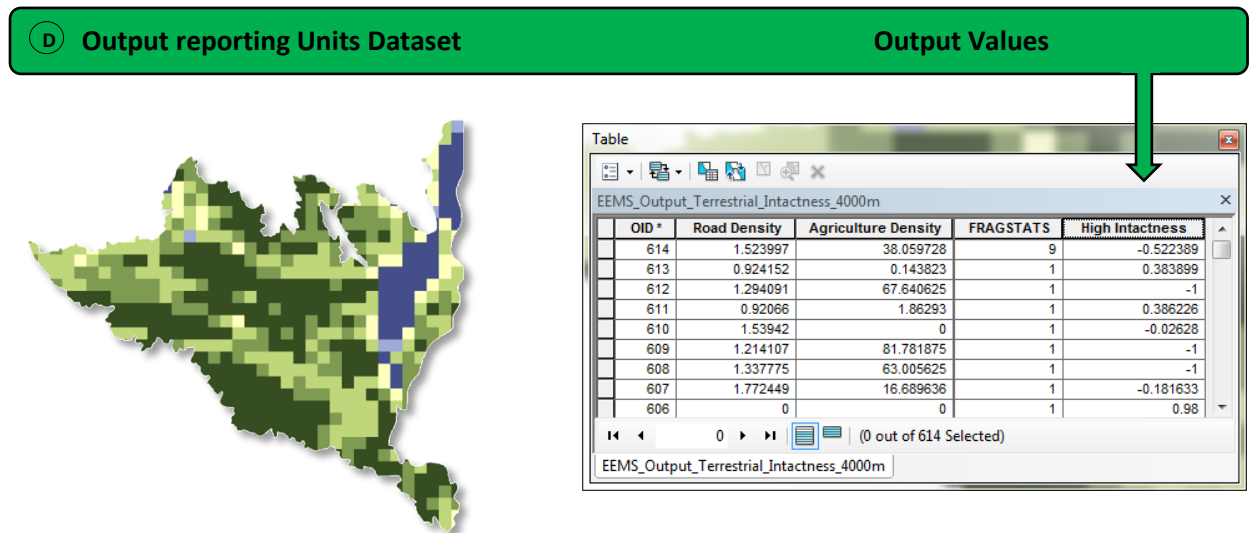 D Output reporting Units Dataset Output Values
Table
EEMS_Output_Terrestrial_Intactness_4000m
OID * Road Density Agriculture Density FRAGSTATS High Intactness
614 1.523997 38.059728 9 -0.522389
613 0.924152 0.143823 1 0.383899
612 1.294091 67.640625 1 -1
611 0.92066 1.86293 1 0.386226
610 1.53942 0 1 -0.02628
609 1.214107 81.781875 1 -1
608 1.337775 63.005625 1 -1
607 1.772449 16.689636 1 -0.181633
606 0 0 1 0.98
0 (0 out of 614 Selected)
EEMS_Output_Terrestrial_Intactness_4000m